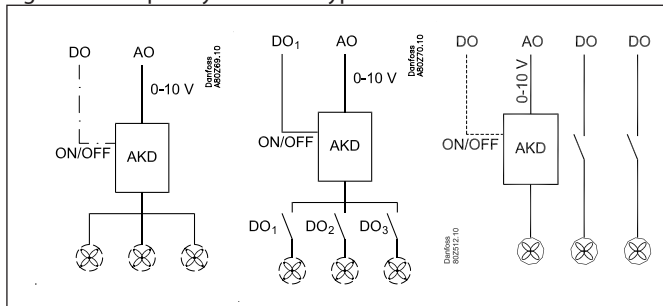 DO
AO
0-10 V
Danfoss
A80Z69.10
ON/OFF
AKD
DO1
AO
0-10 V
Danfoss
A80Z70.10
ON/OFF
AKD
DO1
DO2
DO3
DO
AO
DO
DO
0-10 V
ON/OFF
AKD
Danfoss
80Z512.10